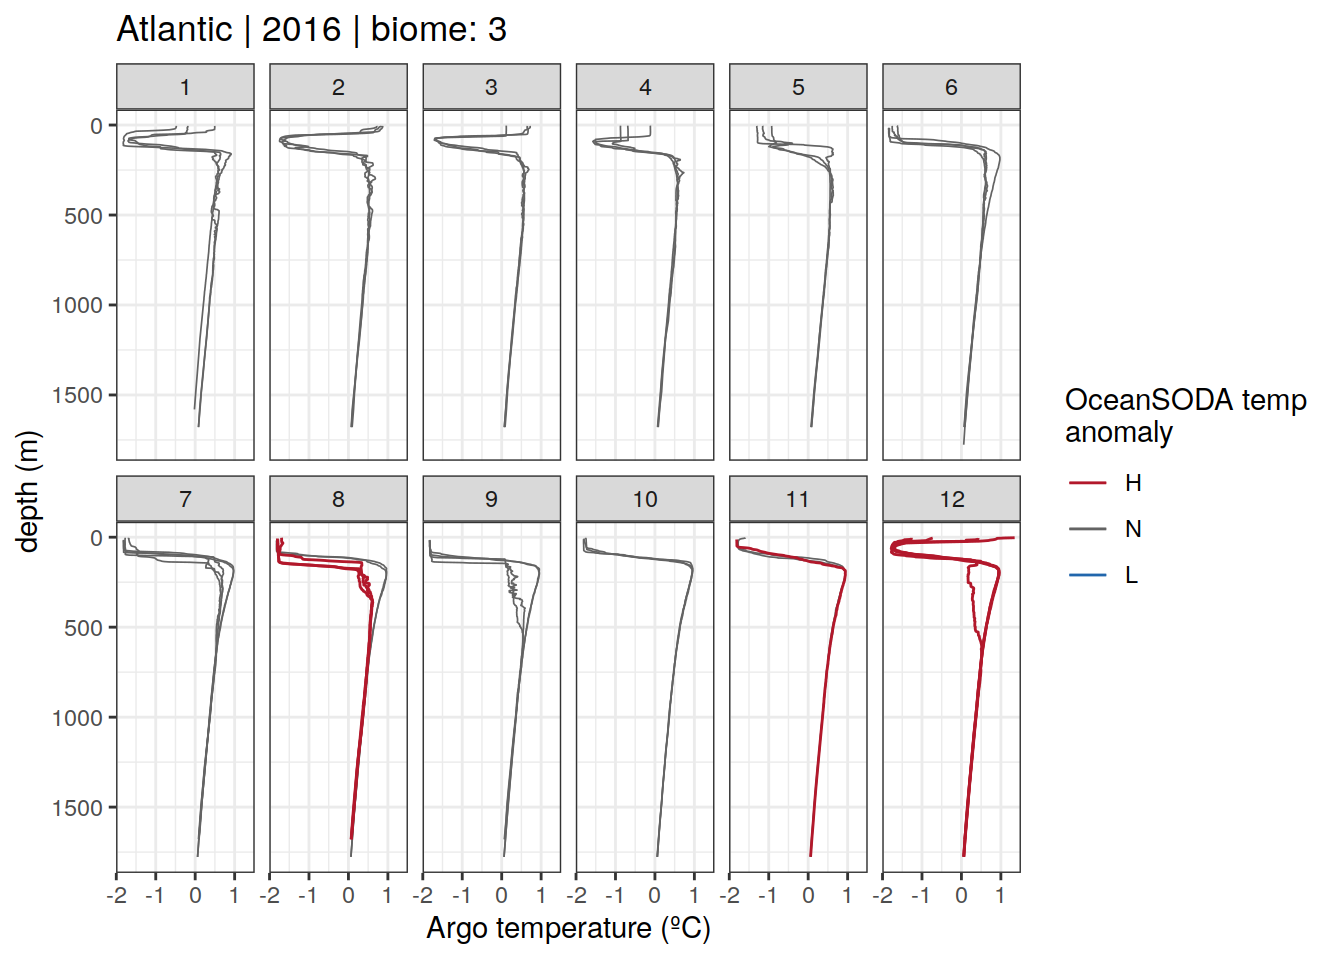 Atlantic | 2016 | biome: 3
1 2 3 4 5 6
0
500
1000
1500
7 8 9 10 11 12
0
500
1000
1500
-2 -1 0 1 -2 -1 0 1 -2 -1 0 1 -2 -1 0 1 -2 -1 0 1 -2 -1 0 1
Argo temperature (ºC)
depth (m)
OceanSODA temp
anomaly
H
N
L